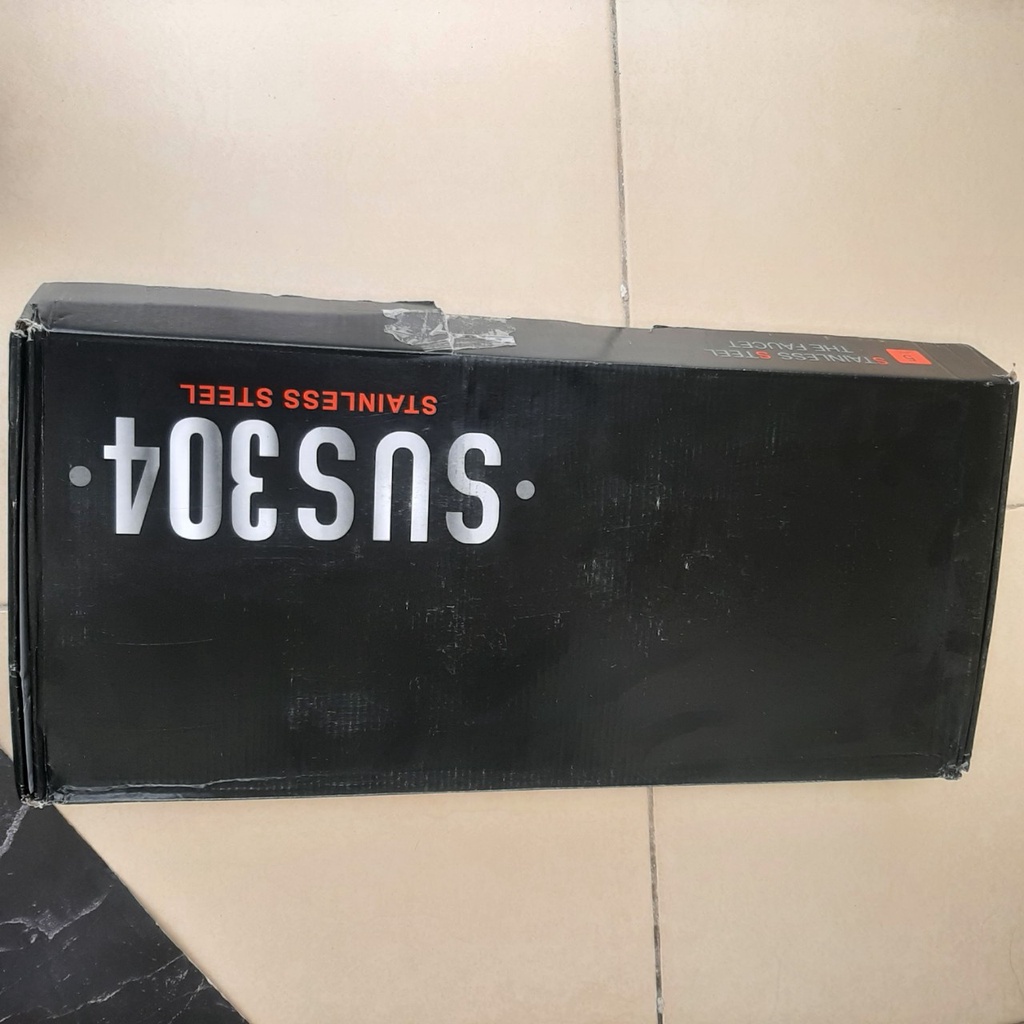 • SUS304 •
STAINLESS STEEL
S
STAINLESS STEEL
THE FAUCET